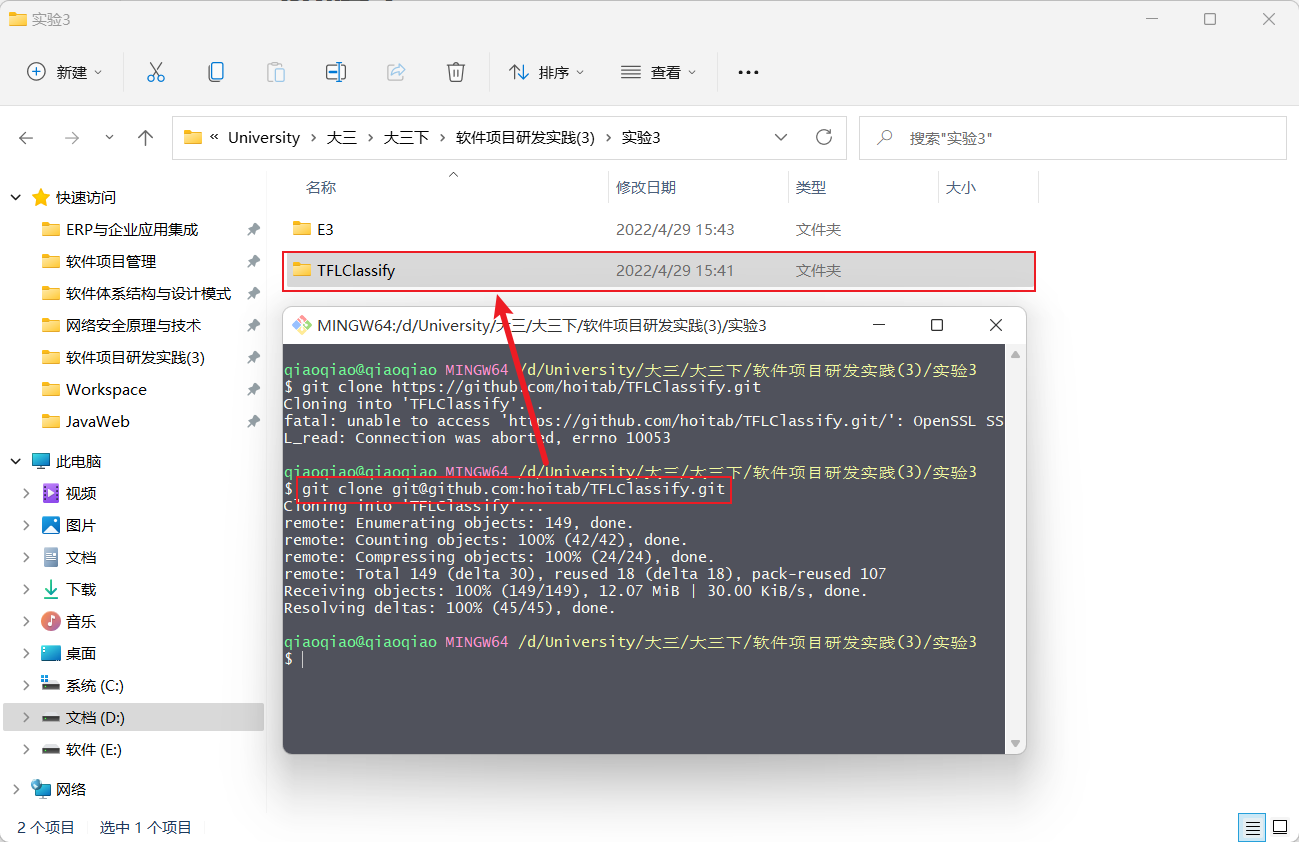 实验3
新建
排序
查看
« University › 大三 › 大三下 › 软件项目研发实践(3) › 实验3
搜索"实验3"
名称 修改日期 类型 大小
E3 2022/4/29 15:43 文件夹
TFLClassify 2022/4/29 15:41 文件夹
快速访问
ERP与企业应用集成
软件项目管理
软件体系结构与设计模式
网络安全原理与技术
软件项目研发实践(3)
Workspace
JavaWeb
此电脑
视频
图片
文档
下载
音乐
桌面
系统 (C:)
文档 (D:)
软件 (E:)
网络
MINGW64:/d/University/大三/大三下/软件项目研发实践(3)/实验3
qiaoqiao@qiaoqiao MINGW64 /d/University/大三/大三下/软件项目研发实践(3)/实验3
$ git clone https://github.com/hoitab/TFLClassify.git
Cloning into 'TFLClassify'...
fatal: unable to access 'https://github.com/hoitab/TFLClassify.git/': OpenSSL SS
L_read: Connection was aborted, errno 10053
qiaoqiao@qiaoqiao MINGW64 /d/University/大三/大三下/软件项目研发实践(3)/实验3
$ git clone git@github.com:hoitab/TFLClassify.git
Cloning into 'TFLClassify'...
remote: Enumerating objects: 149, done.
remote: Counting objects: 100% (42/42), done.
remote: Compressing objects: 100% (24/24), done.
remote: Total 149 (delta 30), reused 18 (delta 18), pack-reused 107
Receiving objects: 100% (149/149), 12.07 MiB | 30.00 KiB/s, done.
Resolving deltas: 100% (45/45), done.
qiaoqiao@qiaoqiao MINGW64 /d/University/大三/大三下/软件项目研发实践(3)/实验3
$
2 个项目 选中 1 个项目